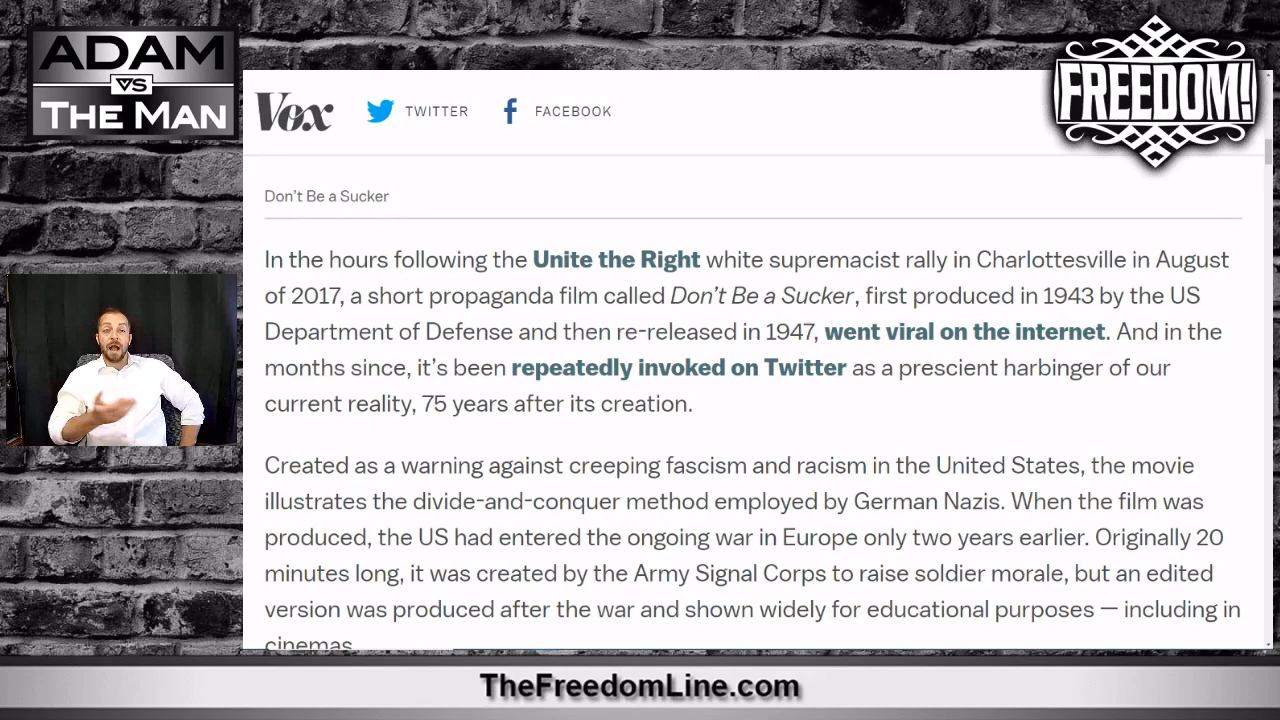 ADAM
VS
THE MAN
FREEDOM!
Vox
TWITTER
FACEBOOK
Don’t Be a Sucker
In the hours following the Unite the Right white supremacist rally in Charlottesville in August
of 2017, a short propaganda film called Don’t Be a Sucker, first produced in 1943 by the US
Department of Defense and then re-released in 1947, went viral on the internet. And in the
months since, it’s been repeatedly invoked on Twitter as a prescient harbinger of our
current reality, 75 years after its creation.
Created as a warning against creeping fascism and racism in the United States, the movie
illustrates the divide-and-conquer method employed by German Nazis. When the film was
produced, the US had entered the ongoing war in Europe only two years earlier. Originally 20
minutes long, it was created by the Army Signal Corps to raise soldier morale, but an edited
version was produced after the war and shown widely for educational purposes — including in
cinemas.
TheFreedomLine.com